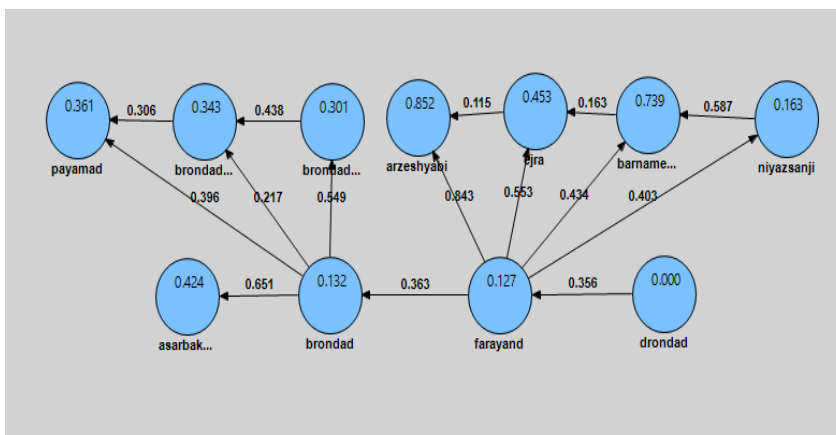 0.361
0.306
0.343
0.438
0.301
0.852
0.115
0.453
0.163
0.739
0.587
0.163
payamad
brondad...
brondad...
arzeshyabi
ejra
barname...
niyazsanji
0.396
0.217
0.549
0.843
0.553
0.434
0.403
0.424
0.651
0.132
0.363
0.127
0.356
0.000
asarbak...
brondad
farayand
drondad